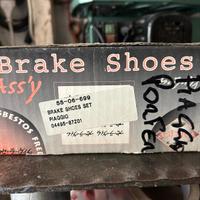 Brake Shoes
Ass'y
55-06-699
BRAKE SHOES SET
PIAGGIO
04495-87201
ASBESTOS FREE
PIAGGIO
PORTER